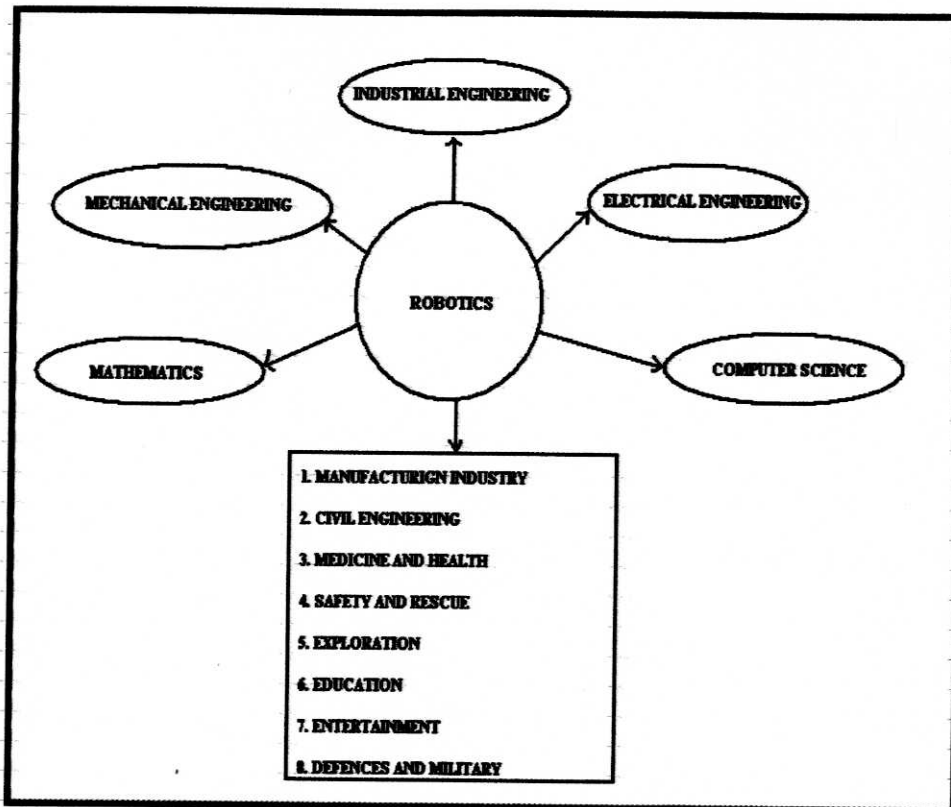 INDUSTRIAL ENGINEERING
MECHANICAL ENGINEERING
ELECTRICAL ENGINEERING
ROBOTICS
MATHEMATICS
COMPUTER SCIENCE
1. MANUFACTURIGN INDUSTRY
2. CIVIL ENGINEERING
3. MEDICINE AND HEALTH
4. SAFETY AND RESCUE
5. EXPLORATION
6. EDUCATION
7. ENTERTAINMENT
8. DEFENCES AND MILITARY